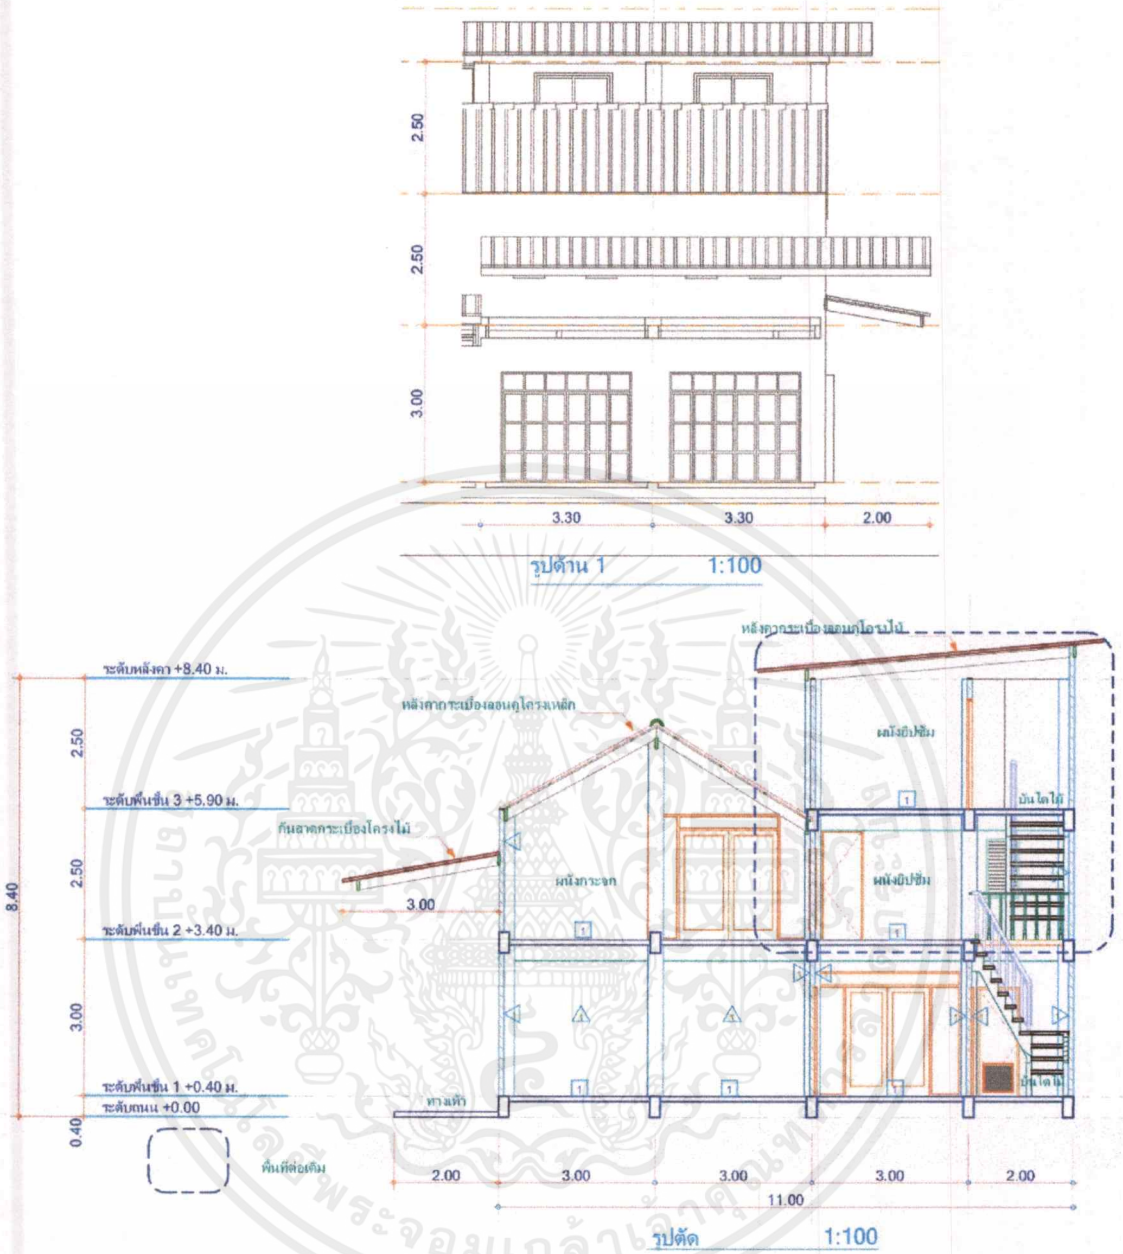 2.50
2.50
3.00
3.30 3.30 2.00
รูปด้าน 1 1:100
หลังคากระเบื้องลอนคู่โครงไม้
ระดับหลังคา +8.40 ม.
หลังคากระเบื้องลอนคู่โครงเหล็ก
2.50
ผนังยิปซั่ม
ระดับพื้นชั้น 3 +5.90 ม.
1
บันไดไม้
กันสาดกระเบื้องโครงไม้
2.50
8.40
ผนังกระจก
ผนังยิปซั่ม
3.00
ระดับพื้นชั้น 2 +3.40 ม.
1 1
3.00
1 1
ระดับพื้นชั้น 1 +0.40 ม.
1 1 1
บันไดไม้
ระดับถนน +0.00
ทางเท้า
0.40
พื้นที่ต่อเติม
2.00 3.00 3.00 3.00 2.00
11.00
รูปตัด 1:100